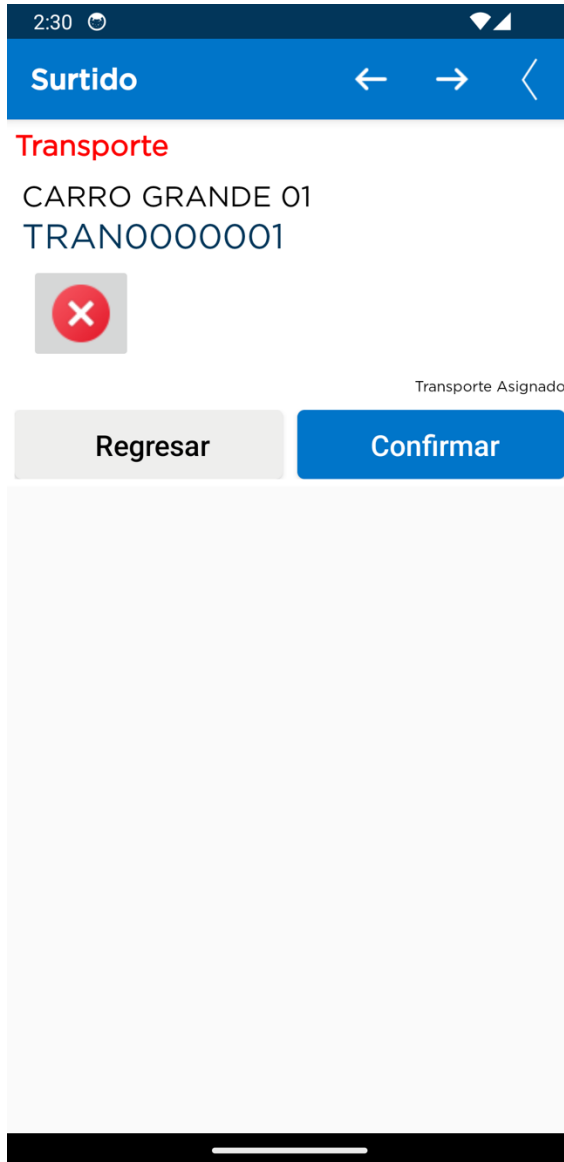 2:30
Surtido
Transporte
CARRO GRANDE 01
TRAN0000001
Transporte Asignado
Regresar Confirmar